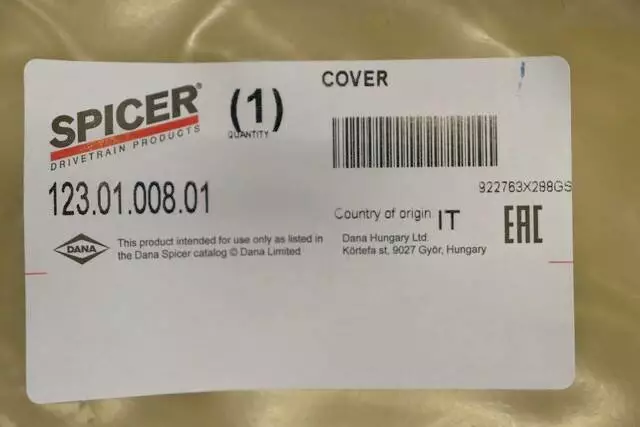 SPICER®
DRIVETRAIN PRODUCTS
(1)
QUANTITY
COVER
123.01.008.01
922763X288GS
Country of origin IT
EAC
DANA
This product intended for use only as listed in
the Dana Spicer catalog © Dana Limited
Dana Hungary Ltd.
Körtefa st, 9027 Győr, Hungary